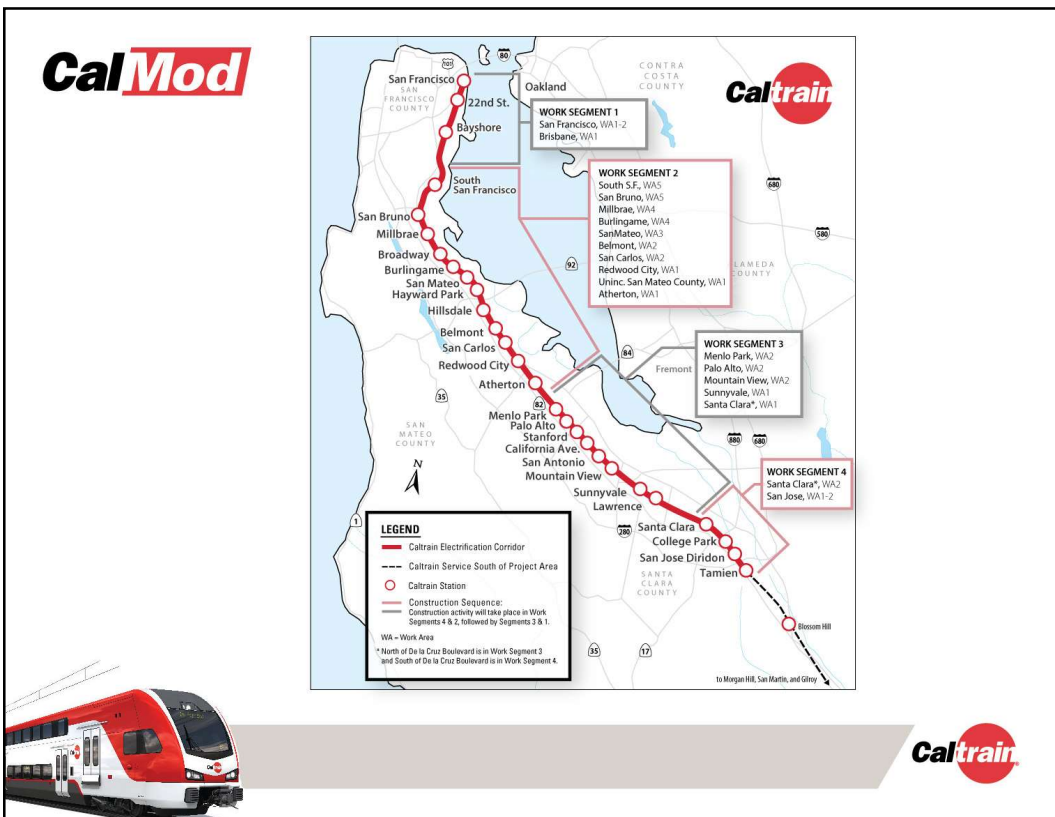 CalMod
Caltrain
San Francisco
SAN
FRANCISCO
COUNTY
101
80
Oakland
CONTRA
COSTA
COUNTY
22nd St.
Bayshore
WORK SEGMENT 1
San Francisco, WA1-2
Brisbane, WA1
South
San Francisco
WORK SEGMENT 2
South S.F., WA5
San Bruno, WA5
Millbrae, WA4
Burlingame, WA4
SanMateo, WA3
Belmont, WA2
San Carlos, WA2
Redwood City, WA1
Uninc. San Mateo County, WA1
Atherton, WA1
680
580
ALAMEDA
COUNTY
San Bruno
Millbrae
Broadway
Burlingame
San Mateo
Hayward Park
Hillsdale
Belmont
San Carlos
Redwood City
Atherton
92
84
Fremont
WORK SEGMENT 3
Menlo Park, WA2
Palo Alto, WA2
Mountain View, WA2
Sunnyvale, WA1
Santa Clara*, WA1
35
82
SAN
MATEO
COUNTY
Menlo Park
Palo Alto
Stanford
California Ave.
San Antonio
Mountain View
Sunnyvale
Lawrence
880
680
WORK SEGMENT 4
Santa Clara*, WA2
San Jose, WA1-2
N
1
280
Santa Clara
College Park
San Jose Diridon
Tamien
SANTA
CLARA
COUNTY
LEGEND
Caltrain Electrification Corridor
Caltrain Service South of Project Area
Caltrain Station
Construction Sequence:
Construction activity will take place in Work
Segments 4 & 2, followed by Segments 3 & 1.
WA – Work Area
* North of De la Cruz Boulevard is in Work Segment 3
and South of De la Cruz Boulevard is in Work Segment 4.
Blossom Hill
35
17
to Morgan Hill, San Martin, and Gilroy
Caltrain